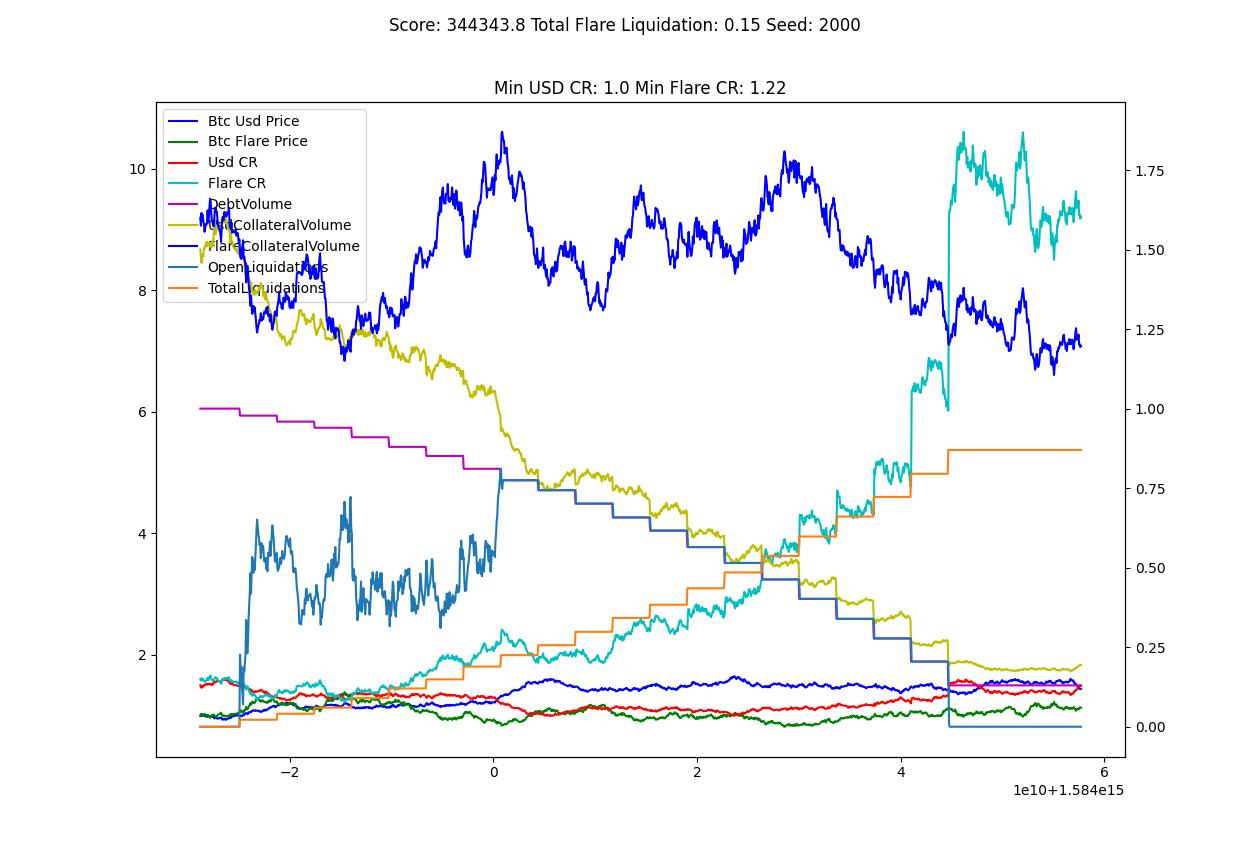 Score: 344343.8 Total Flare Liquidation: 0.15 Seed: 2000
Min USD CR: 1.0 Min Flare CR: 1.22
Btc Usd Price
Btc Flare Price
Usd CR
Flare CR
DebtVolume
UsdCollateralVolume
FlareCollateralVolume
OpenLiquidations
TotalLiquidations
10
8
6
4
2
1.75
1.50
1.25
1.00
0.75
0.50
0.25
0.00
−2
0
2
4
6
1e10+1.584e15